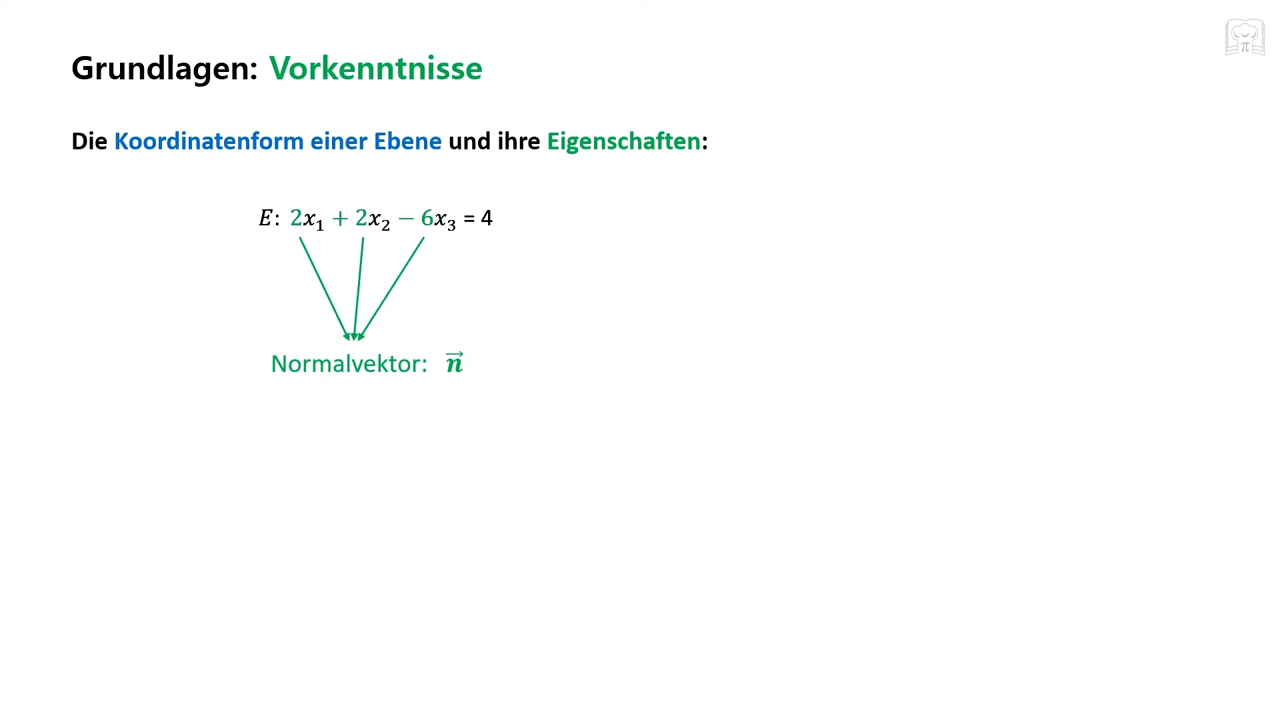 Grundlagen: Vorkenntnisse
Die Koordinatenform einer Ebene und ihre Eigenschaften:
E: 2x₁ + 2x₂ − 6x₃ = 4
Normalvektor: n⃗
π